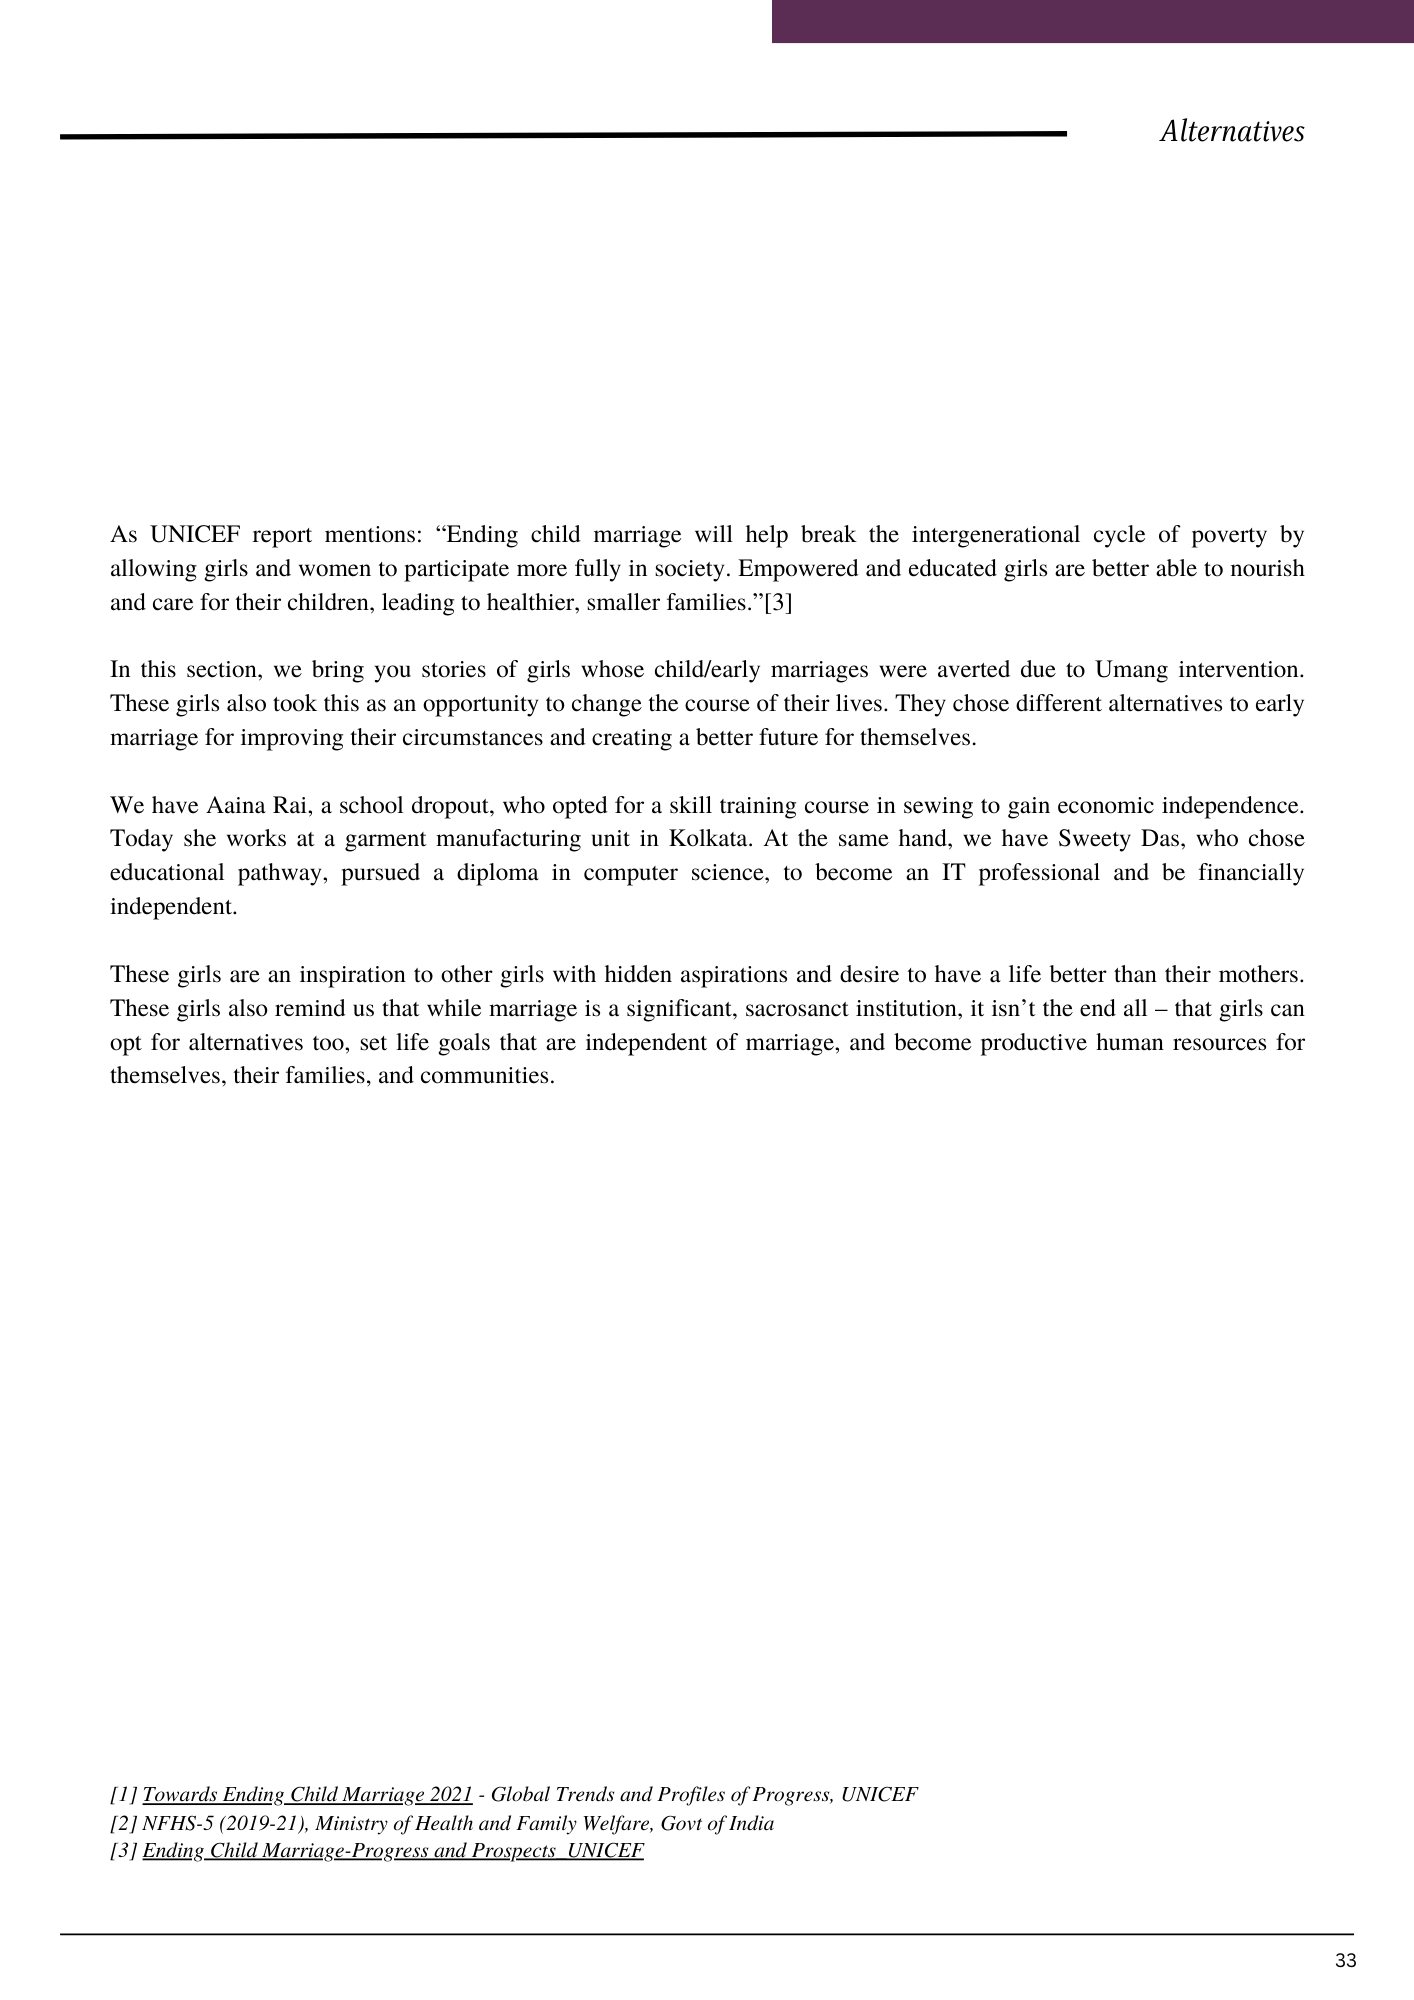 Alternatives
As UNICEF report mentions: “Ending child marriage will help break the intergenerational cycle of poverty by
allowing girls and women to participate more fully in society. Empowered and educated girls are better able to nourish
and care for their children, leading to healthier, smaller families.”[3]
In this section, we bring you stories of girls whose child/early marriages were averted due to Umang intervention.
These girls also took this as an opportunity to change the course of their lives. They chose different alternatives to early
marriage for improving their circumstances and creating a better future for themselves.
We have Aaina Rai, a school dropout, who opted for a skill training course in sewing to gain economic independence.
Today she works at a garment manufacturing unit in Kolkata. At the same hand, we have Sweety Das, who chose
educational pathway, pursued a diploma in computer science, to become an IT professional and be financially
independent.
These girls are an inspiration to other girls with hidden aspirations and desire to have a life better than their mothers.
These girls also remind us that while marriage is a significant, sacrosanct institution, it isn’t the end all – that girls can
opt for alternatives too, set life goals that are independent of marriage, and become productive human resources for
themselves, their families, and communities.
[1] Towards Ending Child Marriage 2021 - Global Trends and Profiles of Progress, UNICEF
[2] NFHS-5 (2019-21), Ministry of Health and Family Welfare, Govt of India
[3] Ending Child Marriage-Progress and Prospects_UNICEF
33